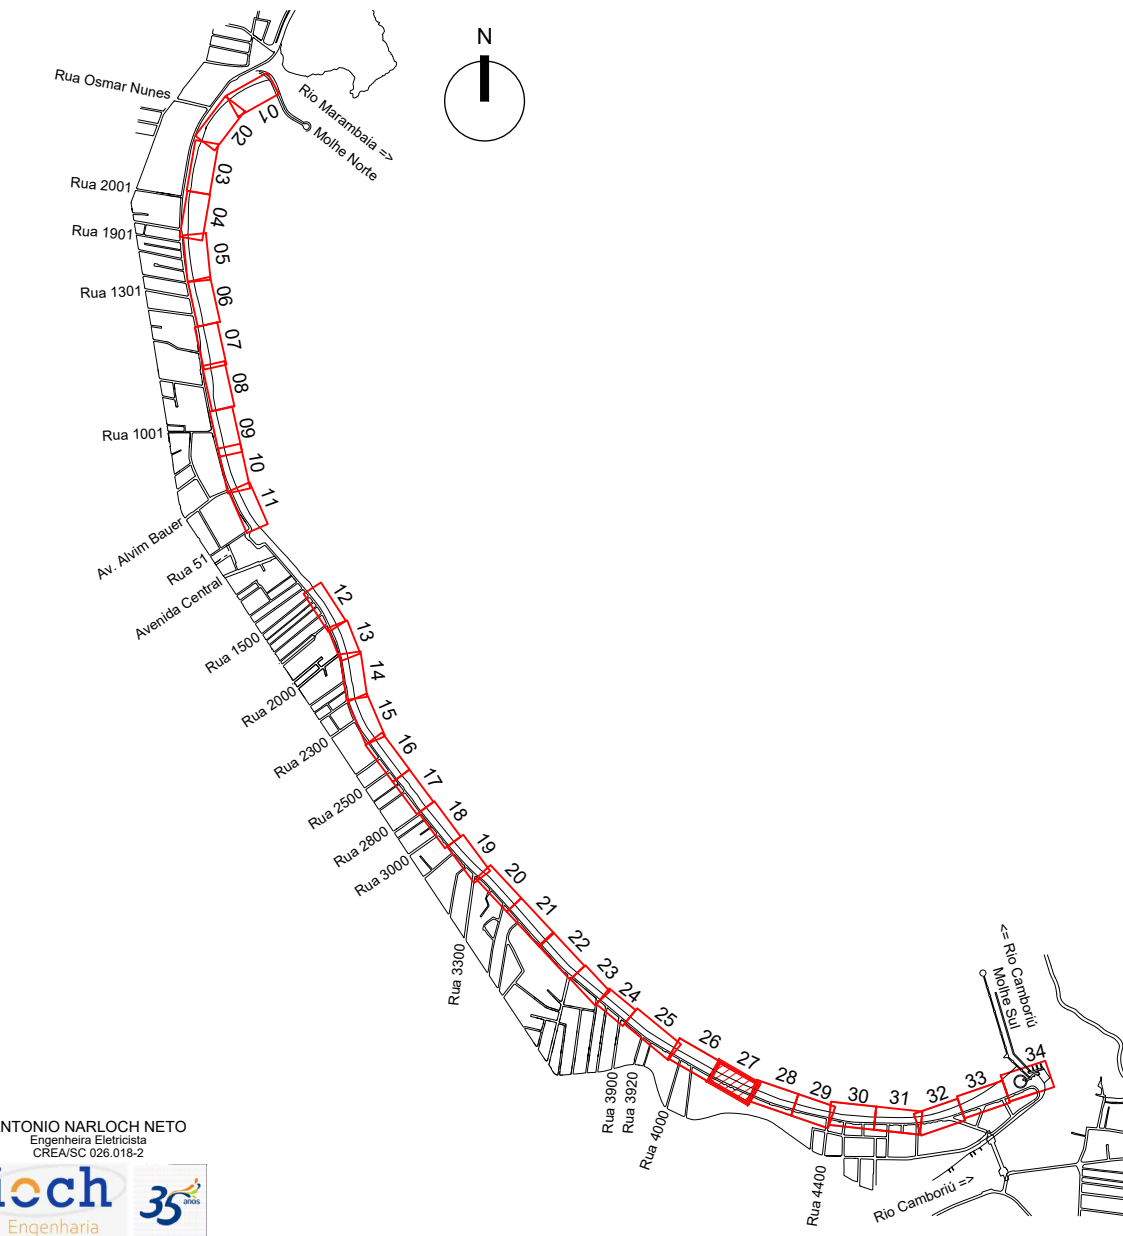 N
Rua Osmar Nunes
Rio Marambaia =>
Molhe Norte
01
02
03
Rua 2001
04
Rua 1901
05
Rua 1301
06
07
08
Rua 1001
09
10
11
Av. Alvim Bauer
Rua 51
Avenida Central
12
Rua 1500
13
14
Rua 2000
15
Rua 2300
16
Rua 2500
17
Rua 2800
18
Rua 3000
19
20
21
Rua 3300
22
23
24
25
26
27
28
29
30
31
32
33
34
<= Rio Camboriú
Molhe Sul
Rua 3900
Rua 3920
Rua 4000
Rua 4400
Rio Camboriú =>
NTONIO NARLOCH NETO
Engenheira Eletricista
CREA/SC 026.018-2
ioch
Engenharia
35
anos